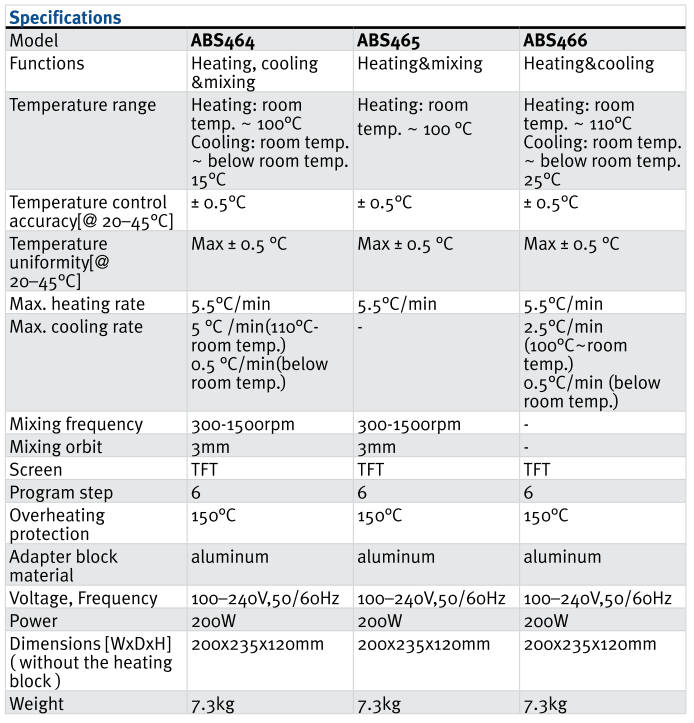 Specifications
Model ABS464 ABS465 ABS466
Functions Heating, cooling &mixing Heating&mixing Heating&cooling
Temperature range Heating: room temp. ~ 100°C Cooling: room temp. ~ below room temp. 15°C Heating: room temp. ~ 100 °C Heating: room temp. ~ 110°C Cooling: room temp. ~ below room temp. 25°C
Temperature control accuracy[@ 20–45°C] ± 0.5°C ± 0.5°C ± 0.5°C
Temperature uniformity[@ 20–45°C] Max ± 0.5 °C Max ± 0.5 °C Max ± 0.5 °C
Max. heating rate 5.5°C/min 5.5°C/min 5.5°C/min
Max. cooling rate 5 °C /min(110°C-room temp.) 0.5 °C/min(below room temp.) - 2.5°C/min (100°C~room temp.) 0.5°C/min (below room temp.)
Mixing frequency 300-1500rpm 300-1500rpm -
Mixing orbit 3mm 3mm -
Screen TFT TFT TFT
Program step 6 6 6
Overheating protection 150°C 150°C 150°C
Adapter block material aluminum aluminum aluminum
Voltage, Frequency 100–240V,50/60Hz 100–240V,50/60Hz 100–240V,50/60Hz
Power 200W 200W 200W
Dimensions [WxDxH] ( without the heating block ) 200x235x120mm 200x235x120mm 200x235x120mm
Weight 7.3kg 7.3kg 7.3kg